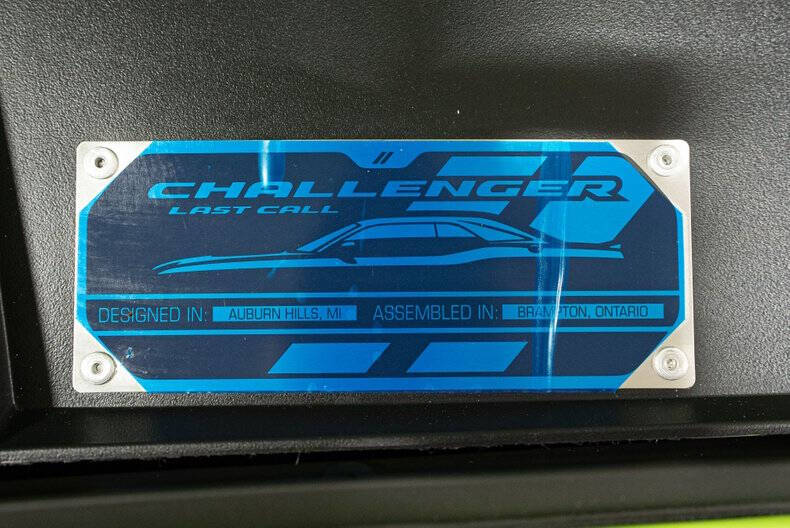 CHALLENGER
LAST CALL
DESIGNED IN: AUBURN HILLS, MI ASSEMBLED IN: BRAMPTON, ONTARIO